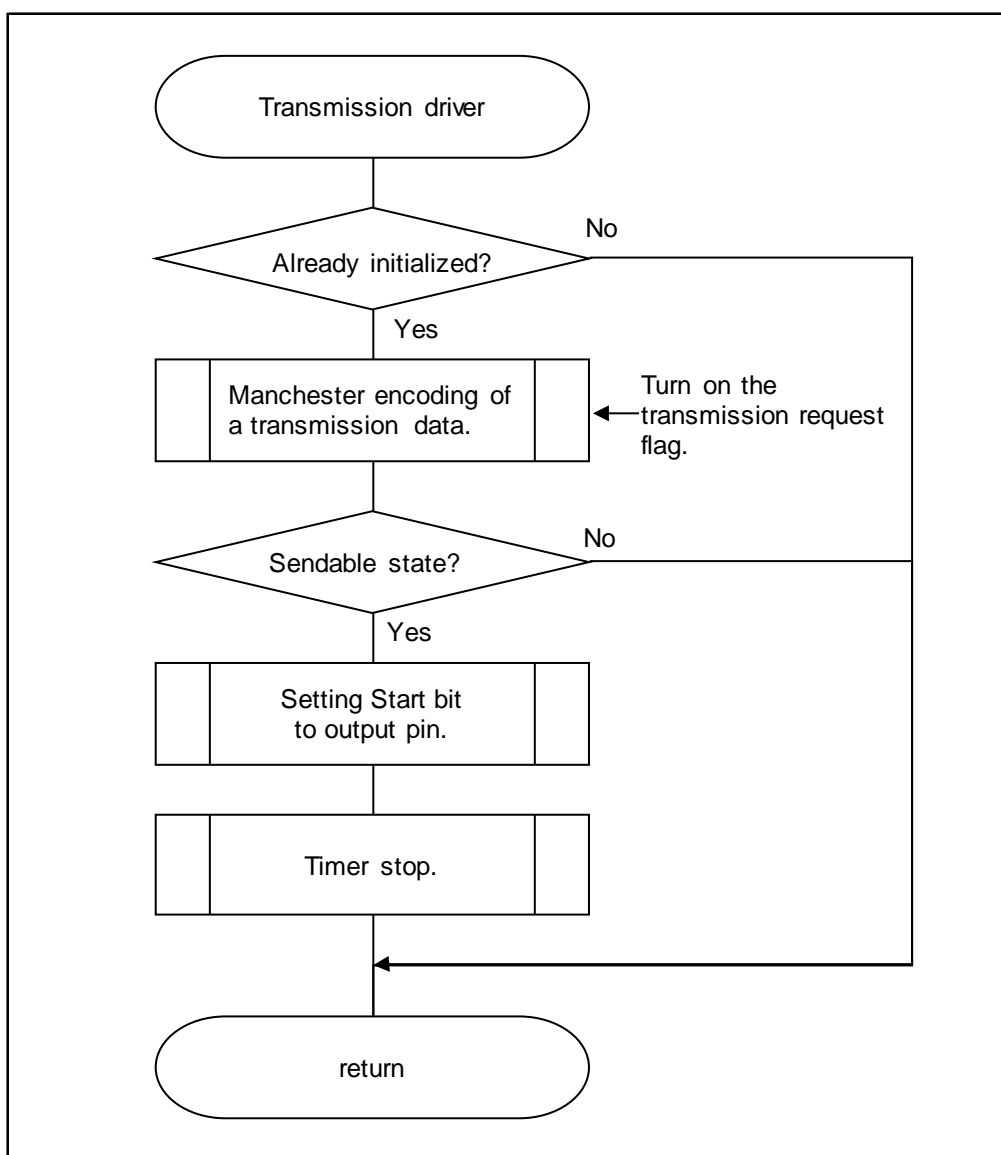 Transmission driver
No
Already initialized?
Yes
Manchester encoding of
a transmission data.
Turn on the
transmission request
flag.
No
Sendable state?
Yes
Setting Start bit
to output pin.
Timer stop.
return